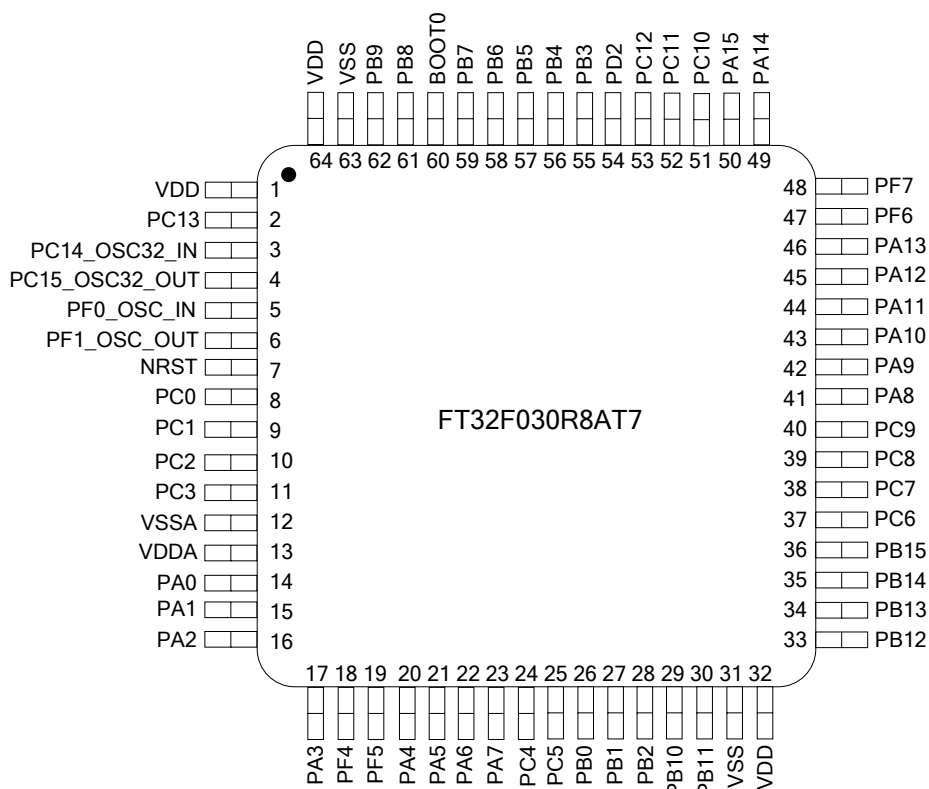 VDD
VSS
PB9
PB8
BOOT0
PB7
PB6
PB5
PB4
PB3
PD2
PC12
PC11
PC10
PA15
PA14
64 63 62 61 60 59 58 57 56 55 54 53 52 51 50 49
VDD 1
PC13 2
PC14_OSC32_IN 3
PC15_OSC32_OUT 4
PF0_OSC_IN 5
PF1_OSC_OUT 6
NRST 7
PC0 8
PC1 9
PC2 10
PC3 11
VSSA 12
VDDA 13
PA0 14
PA1 15
PA2 16
FT32F030R8AT7
48 PF7
47 PF6
46 PA13
45 PA12
44 PA11
43 PA10
42 PA9
41 PA8
40 PC9
39 PC8
38 PC7
37 PC6
36 PB15
35 PB14
34 PB13
33 PB12
17 18 19 20 21 22 23 24 25 26 27 28 29 30 31 32
PA3
PF4
PF5
PA4
PA5
PA6
PA7
PC4
PC5
PB0
PB1
PB2
PB10
PB11
VSS
VDD